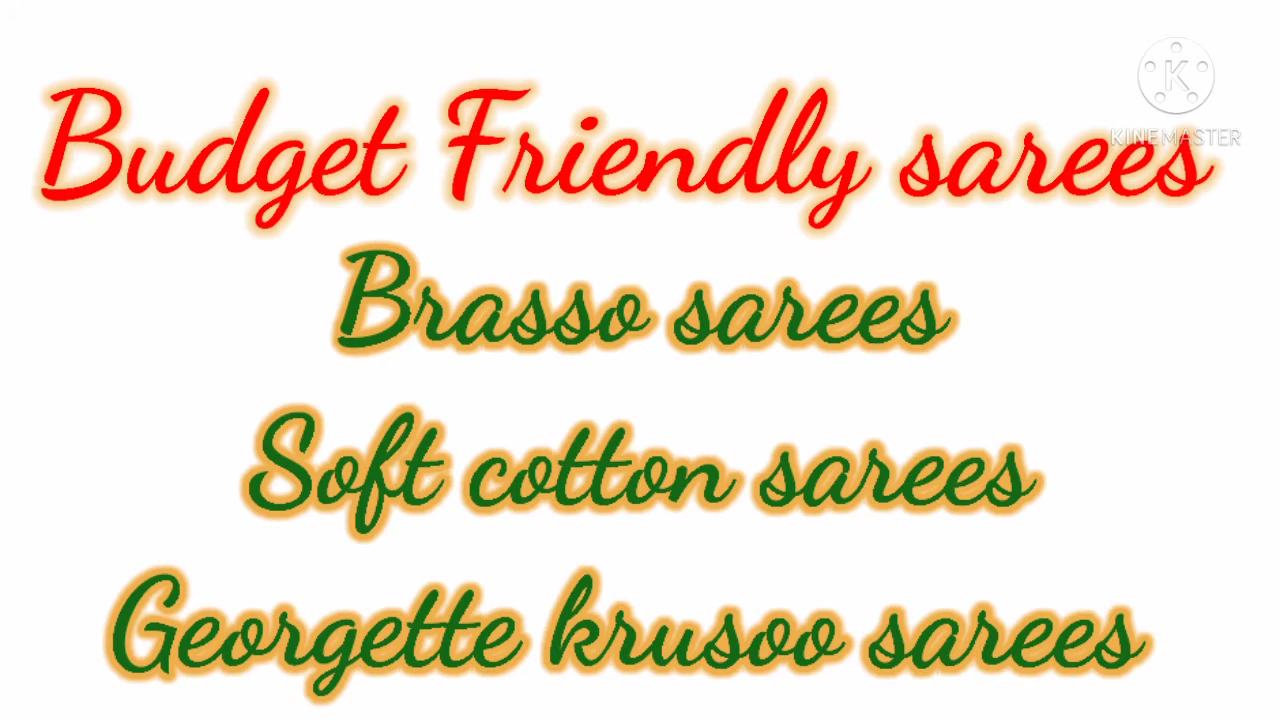 Budget Friendly sarees
KINEMASTER
Brasso sarees
Soft cotton sarees
Georgette krusoo sarees